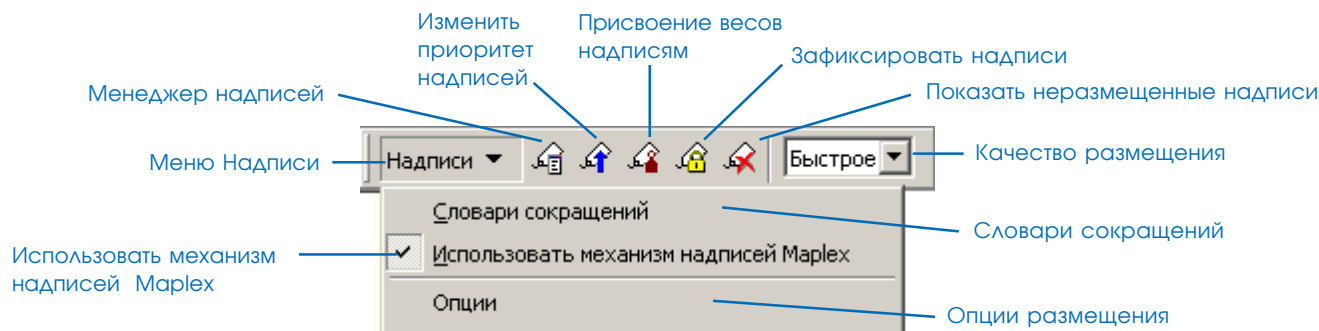 Изменить
приоритет
надписей
Присвоение весов
надписям
Зафиксировать надписи
Менеджер надписей
Показать неразмещенные надписи
Меню Надписи
Надписи
Быстрое
Качество размещения
Словари сокращений
Словари сокращений
Использовать механизм надписей Maplex
Использовать механизм
надписей Maplex
Опции
Опции размещения